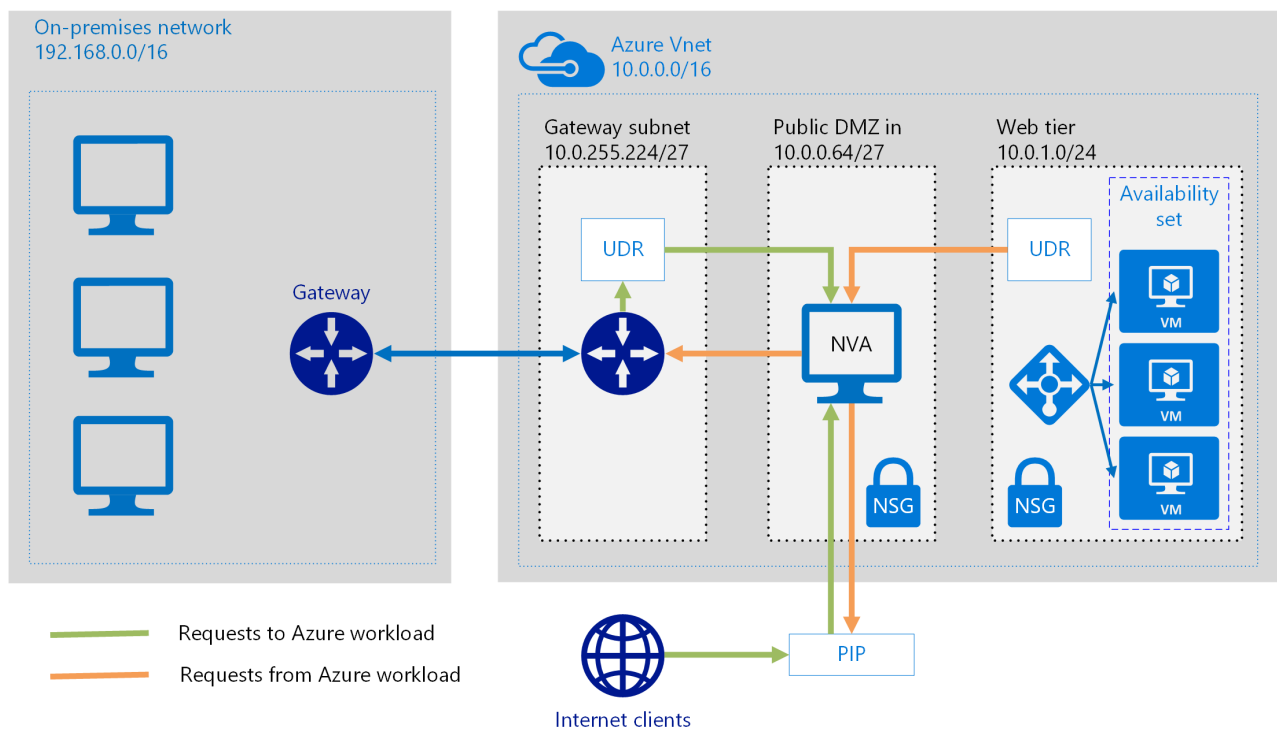 On-premises network
192.168.0.0/16
Gateway
Azure Vnet
10.0.0.0/16
Gateway subnet
10.0.255.224/27
UDR
Public DMZ in
10.0.0.64/27
NVA
NSG
Web tier
10.0.1.0/24
UDR
NSG
Availability
set
VM
VM
VM
Requests to Azure workload
Requests from Azure workload
Internet clients
PIP